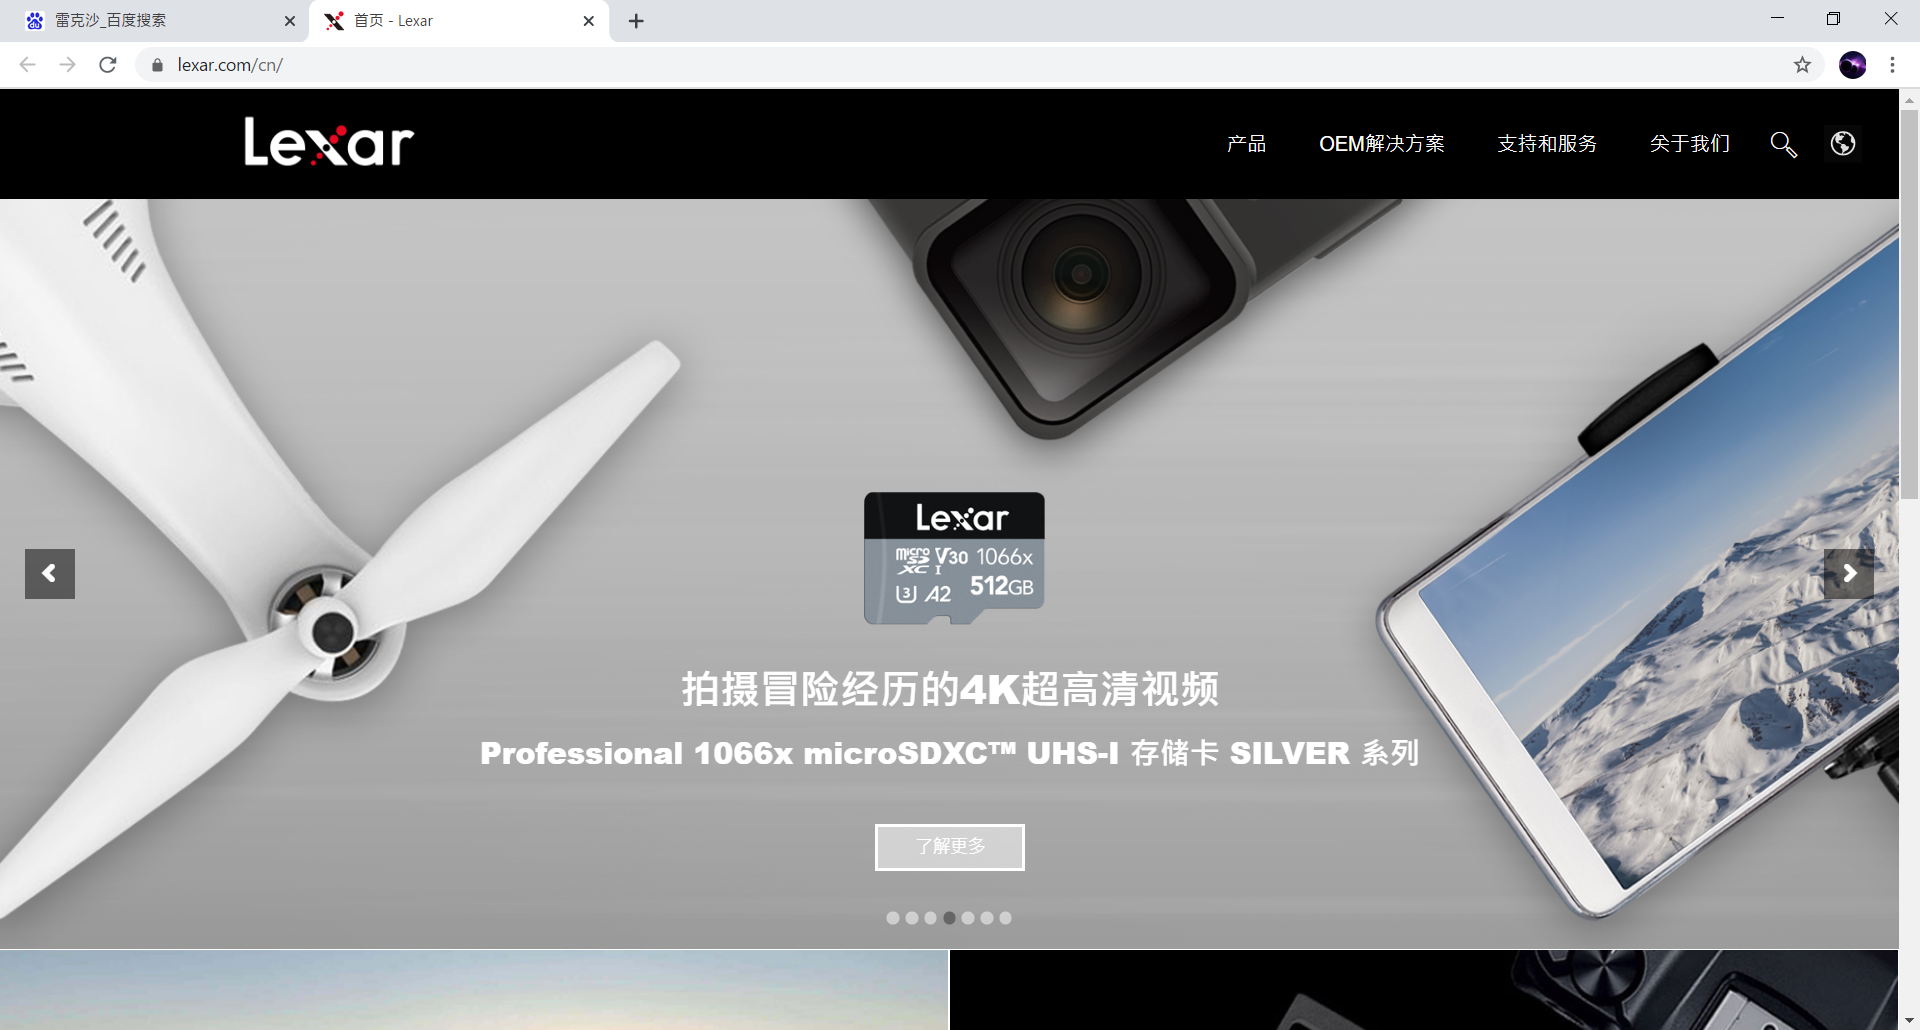 雷克沙_百度搜索
首页 - Lexar
lexar.com/cn/
Lexar
产品
OEM解决方案
支持和服务
关于我们
Lexar
micro SD XC I V30 1066x
U3 A2 512GB
拍摄冒险经历的4K超高清视频
Professional 1066x microSDXC™ UHS-I 存储卡 SILVER 系列
了解更多